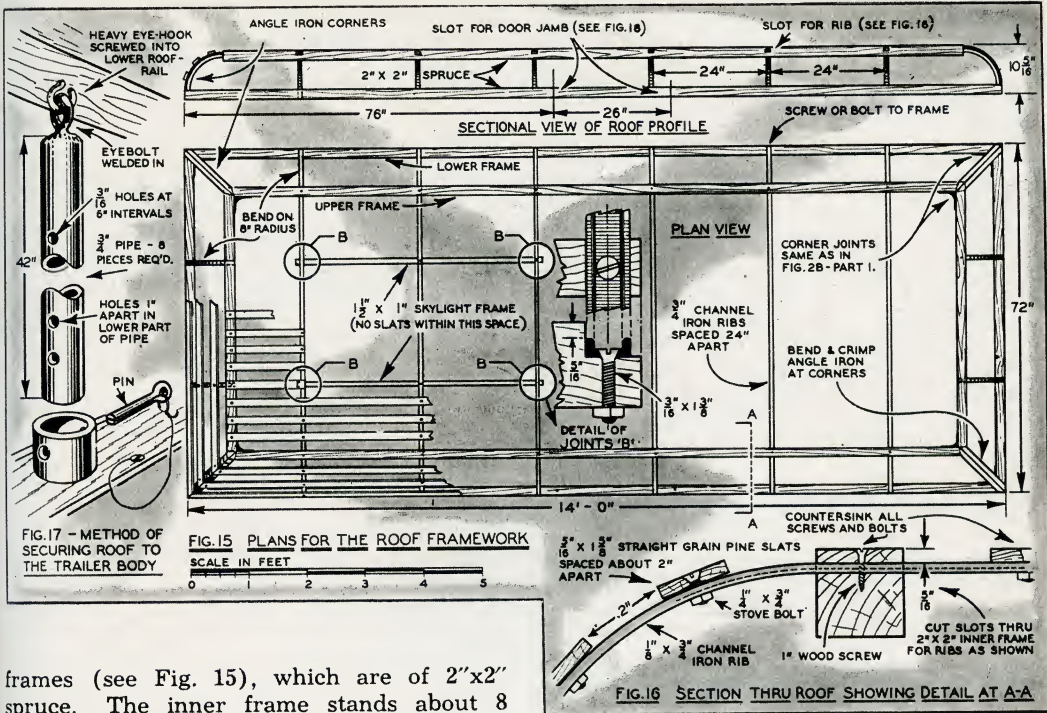 HEAVY EYE-HOOK
SCREWED INTO
LOWER ROOF-
RAIL
ANGLE IRON CORNERS
SLOT FOR DOOR JAMB (SEE FIG.18)
SLOT FOR RIB (SEE FIG. 16)
2" X 2" SPRUCE
24"
24"
10 5/16"
76"
26"
SECTIONAL VIEW OF ROOF PROFILE
SCREW OR BOLT TO FRAME
EYEBOLT
WELDED IN
3/16" HOLES AT
6" INTERVALS
42"
3/4" PIPE - 8
PIECES REQ'D.
HOLES 1"
APART IN
LOWER PART
OF PIPE
PIN
FIG.17 - METHOD OF
SECURING ROOF TO
THE TRAILER BODY
LOWER FRAME
UPPER FRAME
BEND ON
8" RADIUS
B
B
PLAN VIEW
CORNER JOINTS
SAME AS IN
FIG.2B-PART 1.
1 1/2" X 1" SKYLIGHT FRAME
(NO SLATS WITHIN THIS SPACE)
3/4" CHANNEL
IRON RIBS
SPACED 24"
APART
72"
B
B
5/16"
BEND & CRIMP
ANGLE IRON
AT CORNERS
3/16" X 1 3/8"
DETAIL OF
JOINTS 'B'
A
A
14' - 0"
FIG.15 PLANS FOR THE ROOF FRAMEWORK
SCALE IN FEET
0 1 2 3 4 5
5/16" X 1 5/8" STRAIGHT GRAIN PINE SLATS
SPACED ABOUT 2"
APART
COUNTERSINK ALL
SCREWS AND BOLTS
2"
1/4" X 3/4"
STOVE BOLT
1/8" X 3/4" CHANNEL
IRON RIB
1" WOOD SCREW
5/16"
CUT SLOTS THRU
2"X 2" INNER FRAME
FOR RIBS AS SHOWN
FIG.16 SECTION THRU ROOF SHOWING DETAIL AT A-A
frames (see Fig. 15), which are of 2"x2"
spruce. The inner frame stands about 8